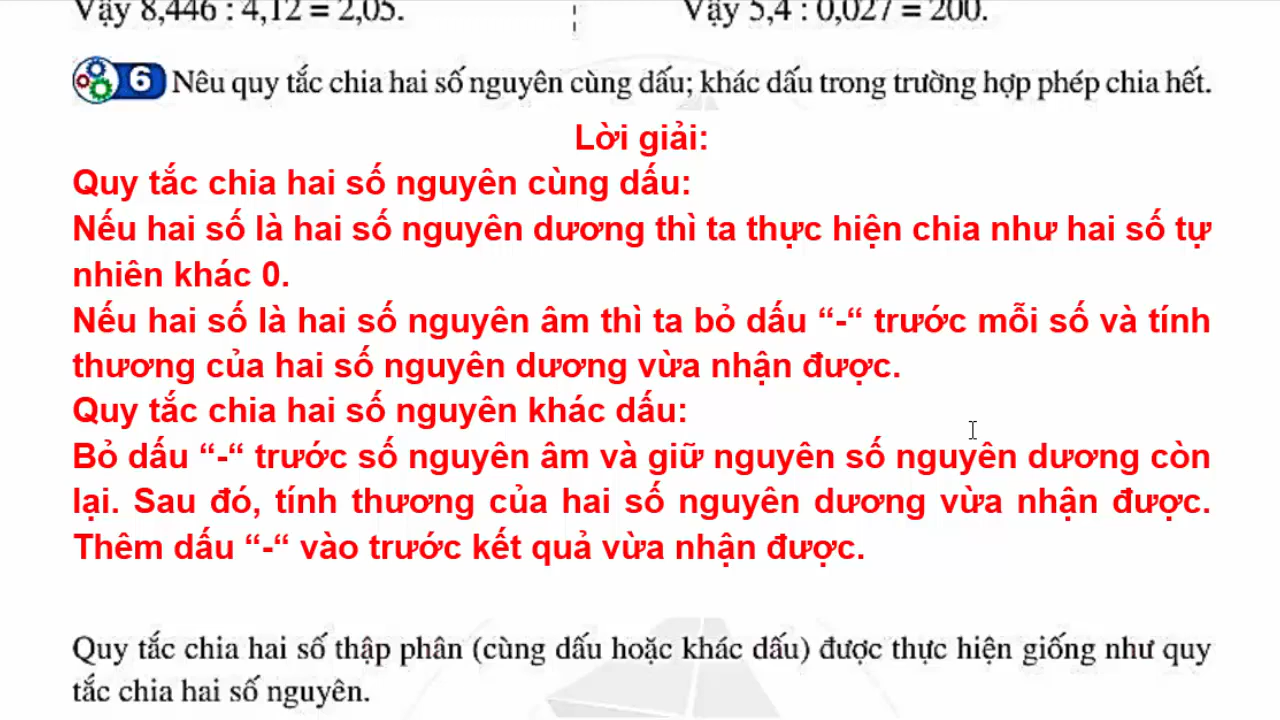 Vậy 8,446 : 4,12 = 2,05.
Vậy 5,4 : 0,027 = 200.
6 Nêu quy tắc chia hai số nguyên cùng dấu; khác dấu trong trường hợp phép chia hết.
Lời giải:
Quy tắc chia hai số nguyên cùng dấu:
Nếu hai số là hai số nguyên dương thì ta thực hiện chia như hai số tự
nhiên khác 0.
Nếu hai số là hai số nguyên âm thì ta bỏ dấu “-“ trước mỗi số và tính
thương của hai số nguyên dương vừa nhận được.
Quy tắc chia hai số nguyên khác dấu:
Bỏ dấu “-“ trước số nguyên âm và giữ nguyên số nguyên dương còn
lại. Sau đó, tính thương của hai số nguyên dương vừa nhận được.
Thêm dấu “-“ vào trước kết quả vừa nhận được.
Quy tắc chia hai số thập phân (cùng dấu hoặc khác dấu) được thực hiện giống như quy
tắc chia hai số nguyên.